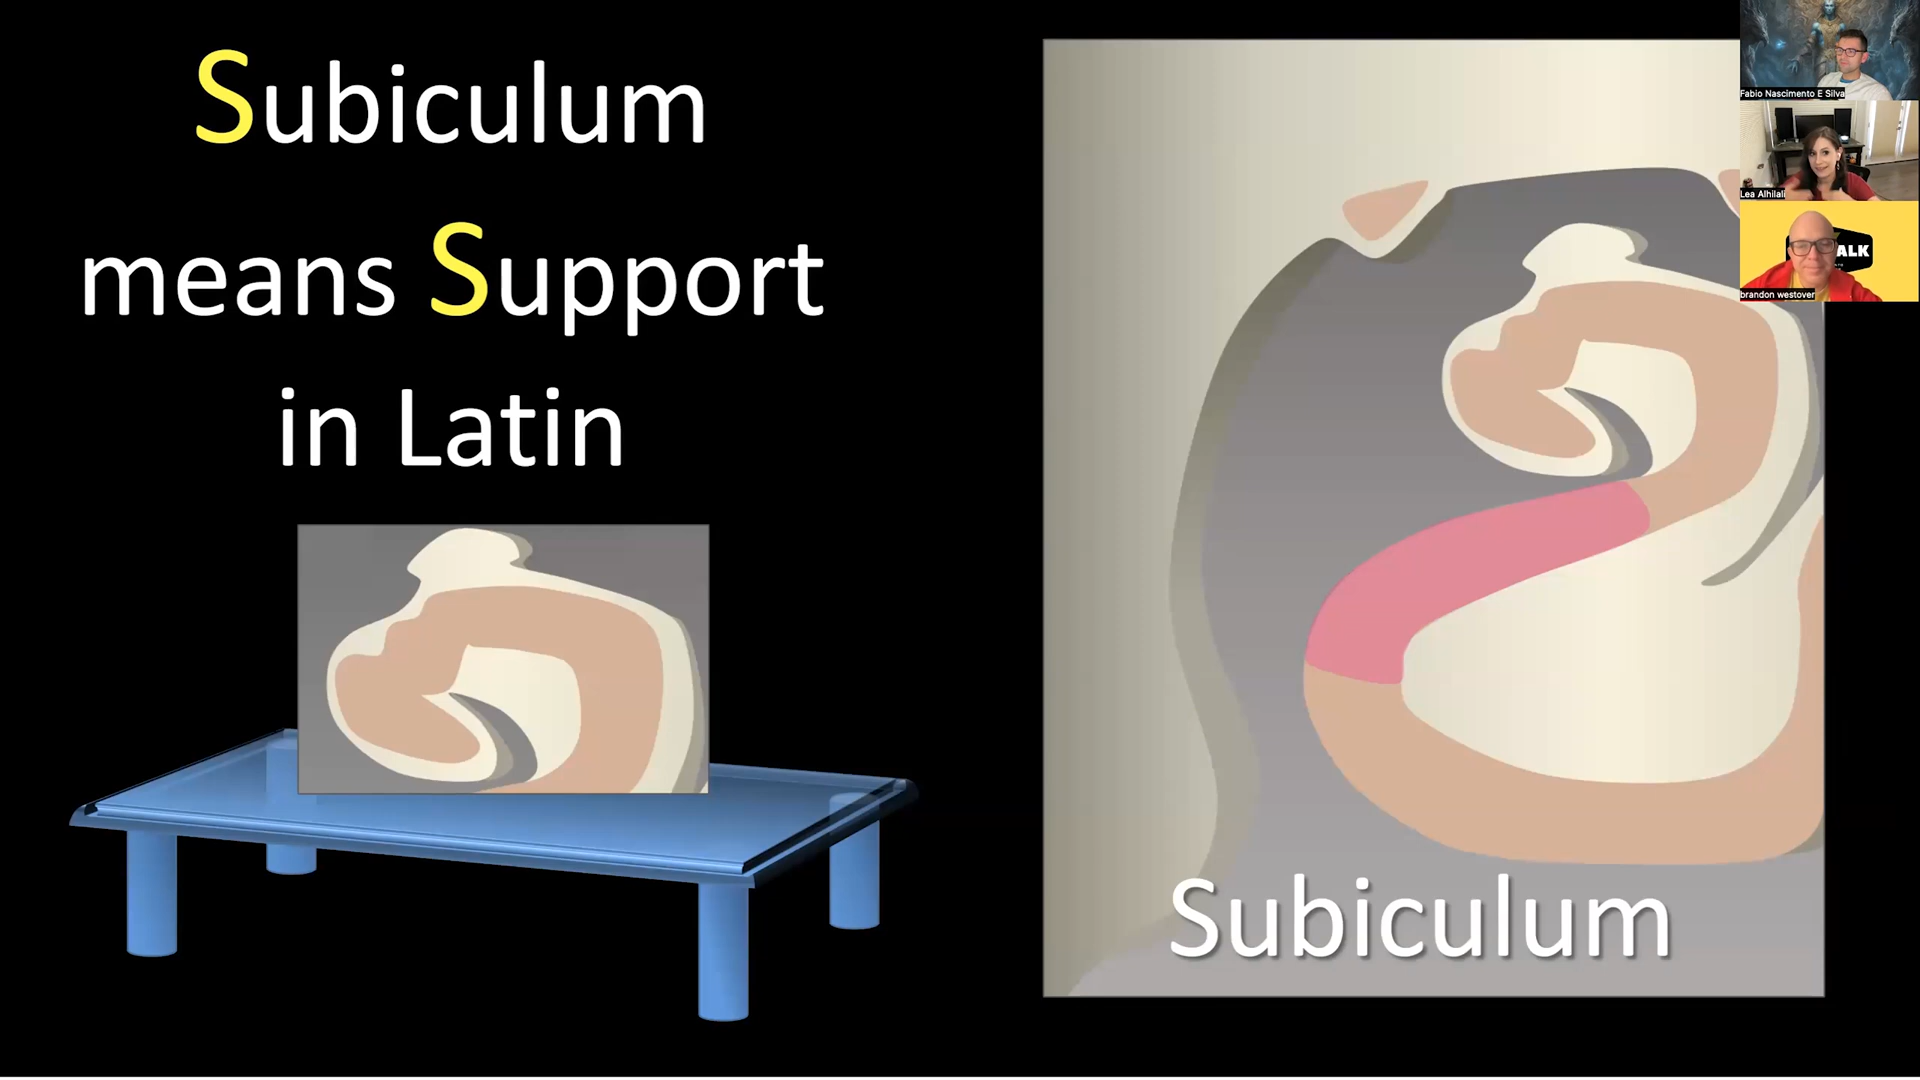 Subiculum
means Support
in Latin
Subiculum
Fabio Nascimento E Silva
Lea Alhilali
brandon westover
ALK